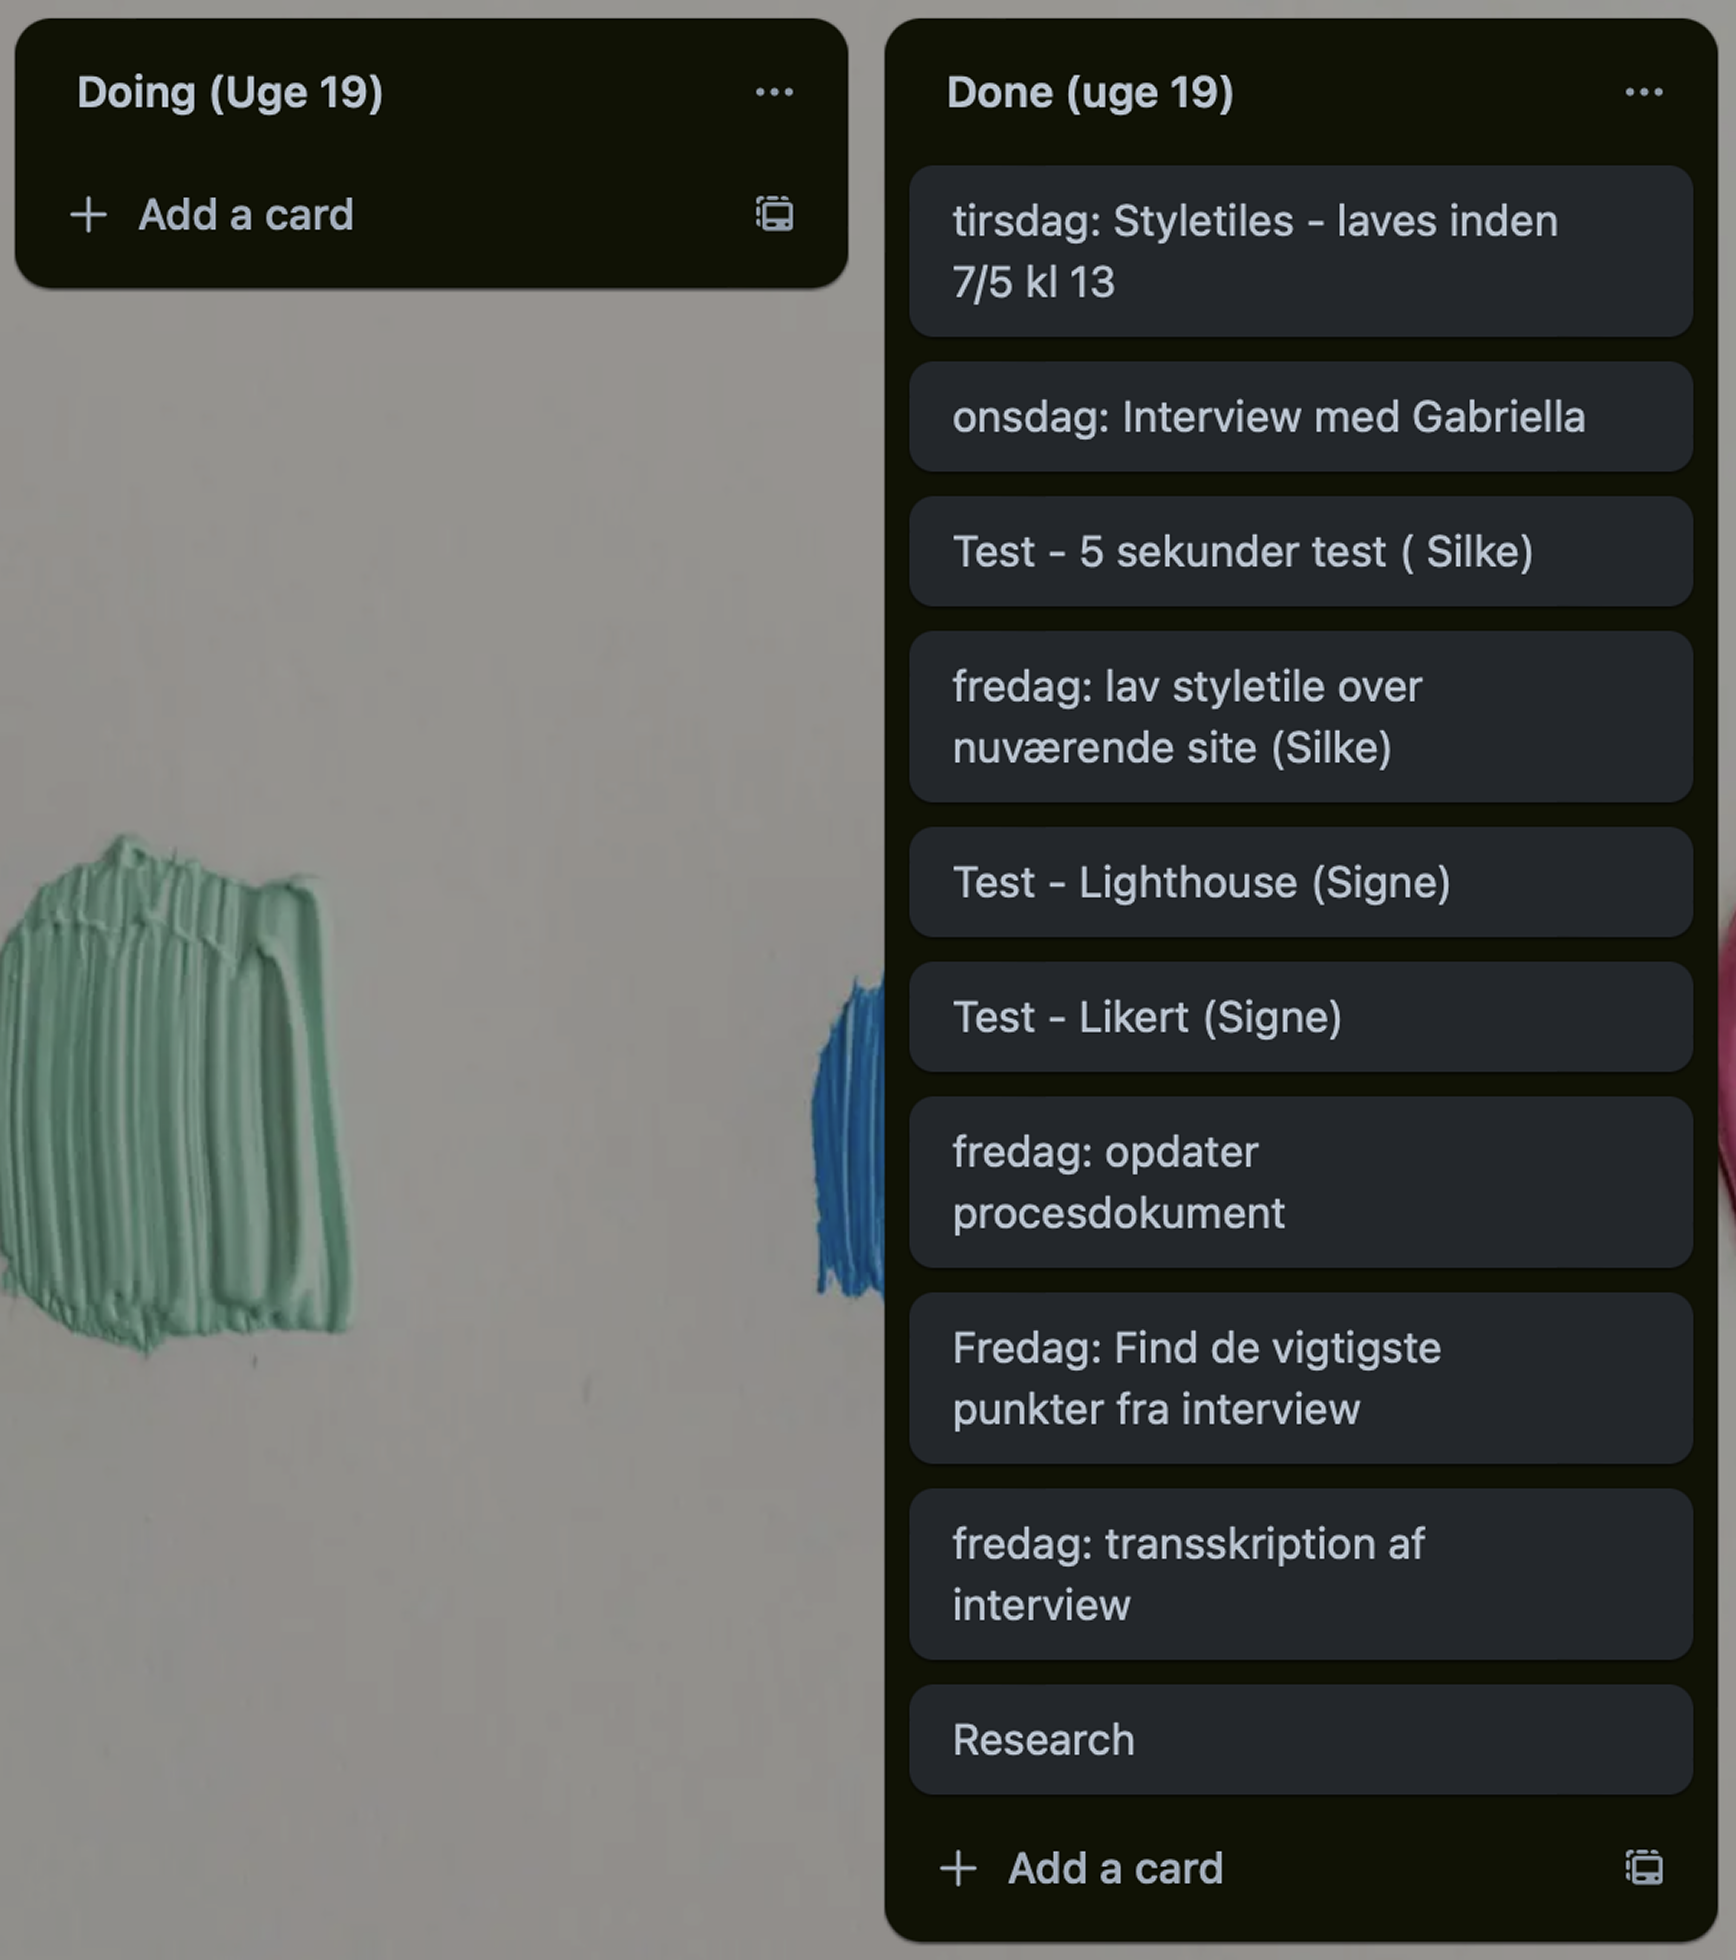 Doing (Uge 19)
Add a card
Done (uge 19)
tirsdag: Styletiles - laves inden
7/5 kl 13
onsdag: Interview med Gabriella
Test - 5 sekunder test ( Silke)
fredag: lav styletile over
nuværende site (Silke)
Test - Lighthouse (Signe)
Test - Likert (Signe)
fredag: opdater
procesdokument
Fredag: Find de vigtigste
punkter fra interview
fredag: transskription af
interview
Research
Add a card